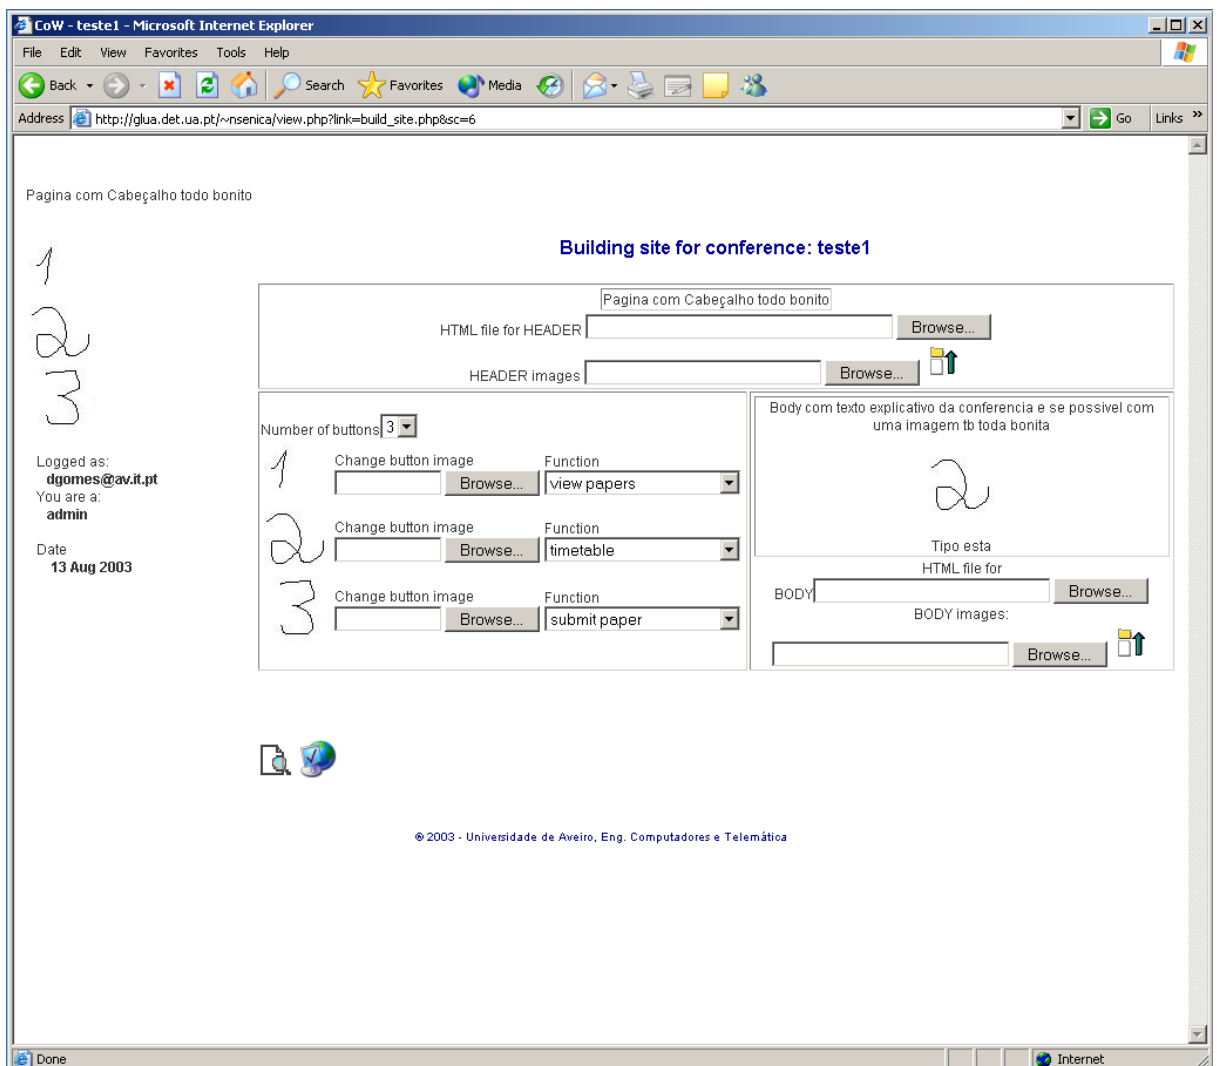 CoW - teste1 - Microsoft Internet Explorer
File Edit View Favorites Tools Help
Back Search Favorites Media
Address http://glua.det.ua.pt/~nsenica/view.php?link=build_site.php&sc=6 Go Links »
Pagina com Cabeçalho todo bonito
1
2
3
Logged as:
dgomes@av.it.pt
You are a:
admin
Date
13 Aug 2003
Building site for conference: teste1
Pagina com Cabeçalho todo bonito
HTML file for HEADER Browse...
HEADER images Browse...
Number of buttons 3
1 Change button image Function
Browse... view papers
2 Change button image Function
Browse... timetable
3 Change button image Function
Browse... submit paper
Body com texto explicativo da conferencia e se possivel com
uma imagem tb toda bonita
2
Tipo esta
HTML file for
BODY Browse...
BODY images:
Browse...
® 2003 - Universidade de Aveiro, Eng. Computadores e Telemática
Done Internet